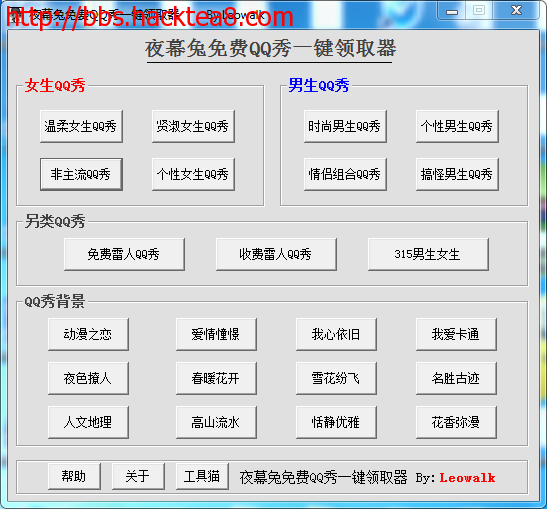 http://bbs.hacktea8.com
夜幕兔免费QQ秀一键领取器 By:Leowalk
夜幕兔免费QQ秀一键领取器
女生QQ秀 男生QQ秀
温柔女生QQ秀 贤淑女生QQ秀 时尚男生QQ秀 个性男生QQ秀
非主流QQ秀 个性女生QQ秀 情侣组合QQ秀 搞怪男生QQ秀
另类QQ秀
免费雷人QQ秀 收费雷人QQ秀 315男生女生
QQ秀背景
动漫之恋 爱情憧憬 我心依旧 我爱卡通
夜色撩人 春暖花开 雪花纷飞 名胜古迹
人文地理 高山流水 恬静优雅 花香弥漫
帮助 关于 工具猫 夜幕兔免费QQ秀一键领取器 By:Leowalk